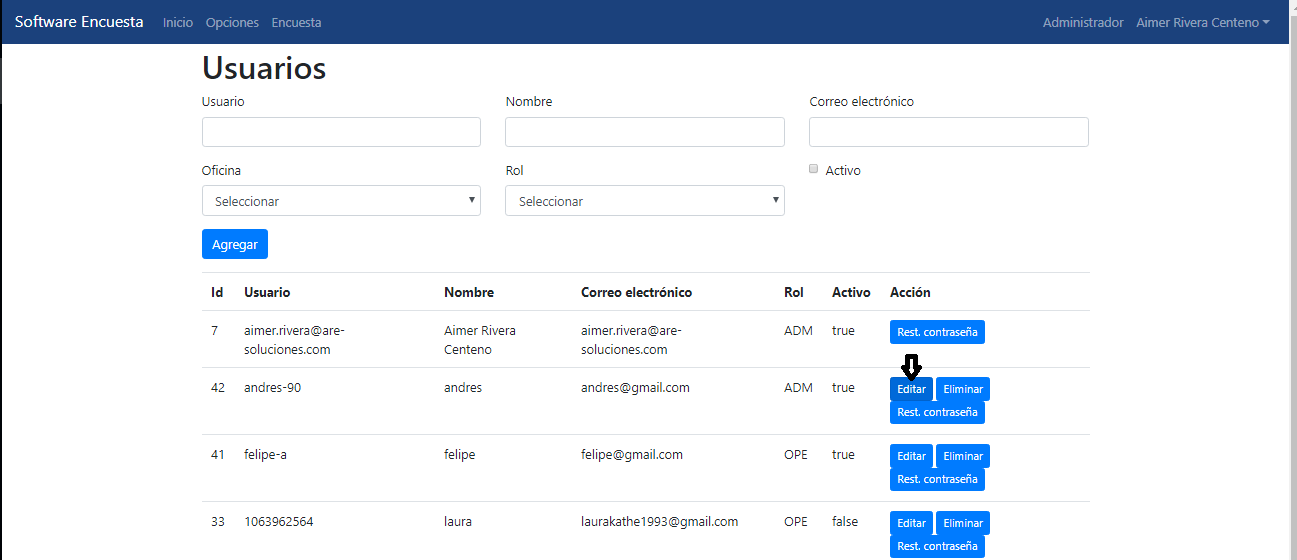 Software Encuesta Inicio Opciones Encuesta Administrador Aimer Rivera Centeno
Usuarios
Usuario Nombre Correo electrónico
Oficina Rol Activo
Seleccionar Seleccionar
Agregar
Id Usuario Nombre Correo electrónico Rol Activo Acción
7 aimer.rivera@are- Aimer Rivera aimer.rivera@are- ADM true Rest. contraseña
soluciones.com Centeno soluciones.com
42 andres-90 andres andres@gmail.com ADM true Editar Eliminar
Rest. contraseña
41 felipe-a felipe felipe@gmail.com OPE true Editar Eliminar
Rest. contraseña
33 1063962564 laura laurakathe1993@gmail.com OPE false Editar Eliminar
Rest. contraseña